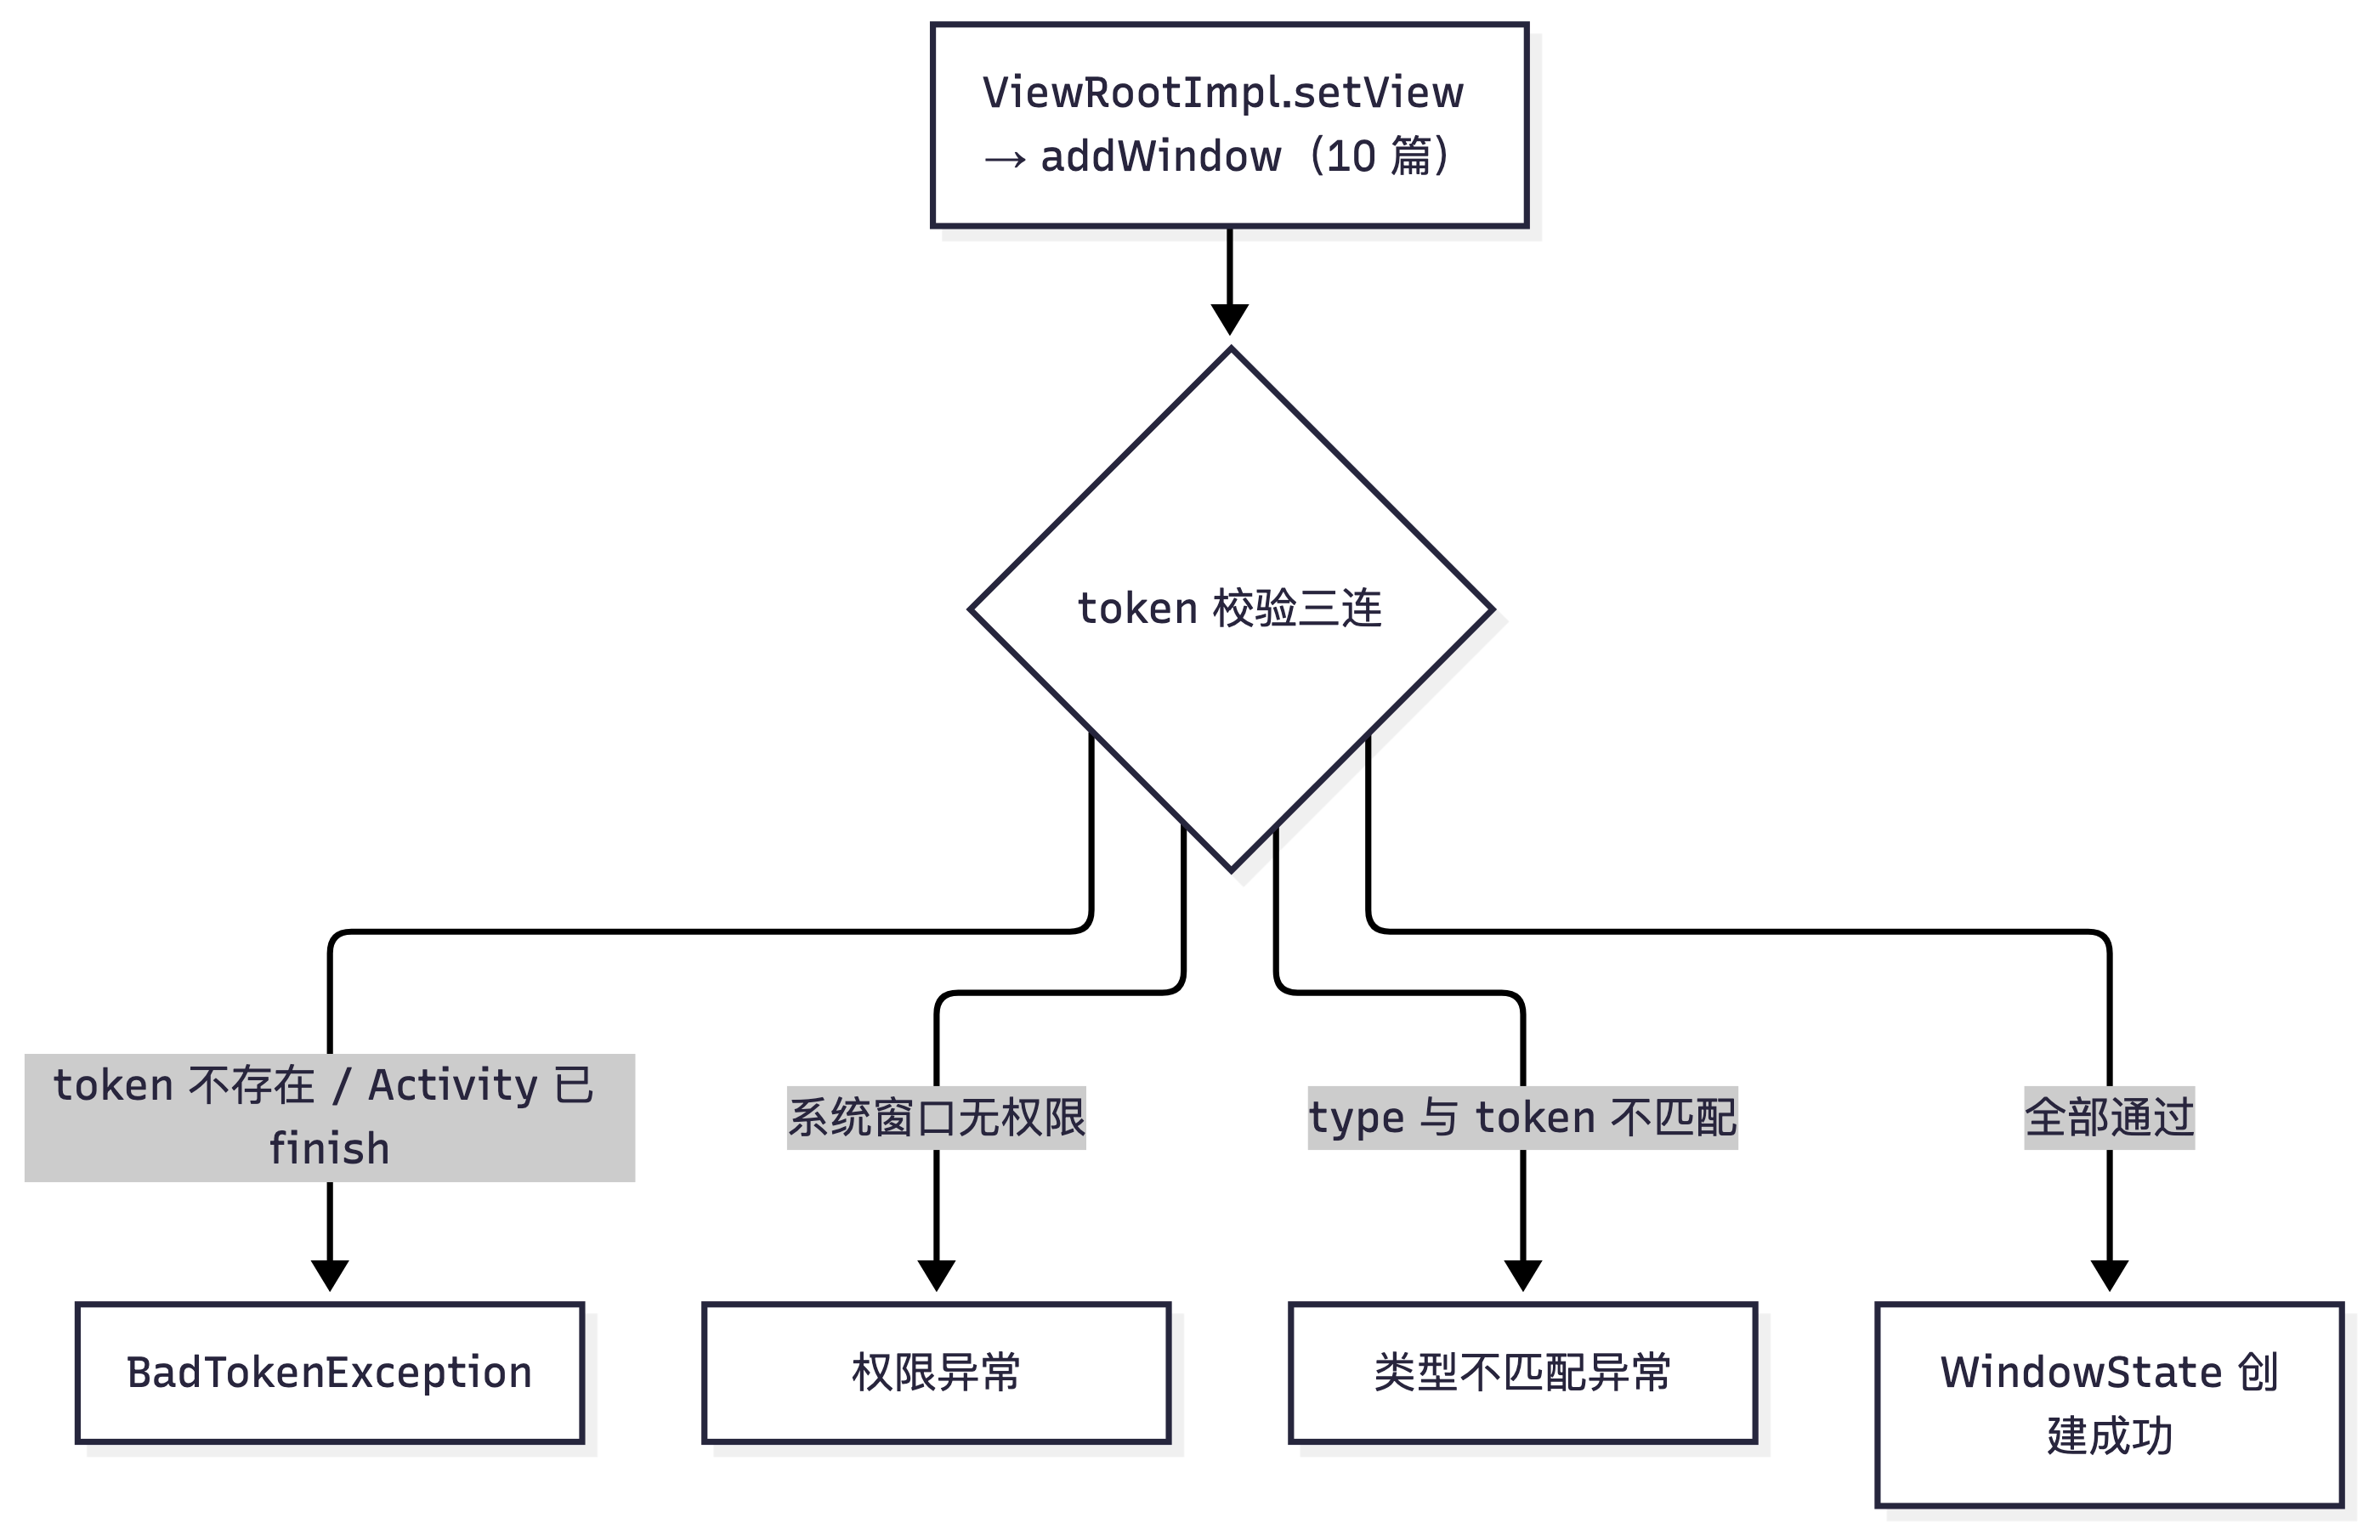 ViewRootImpl.setView
→ addWindow（10 篇）
token 校验三连
token 不存在 / Activity 已
finish
系统窗口无权限
type 与 token 不匹配
全部通过
BadTokenException
权限异常
类型不匹配异常
WindowState 创
建成功